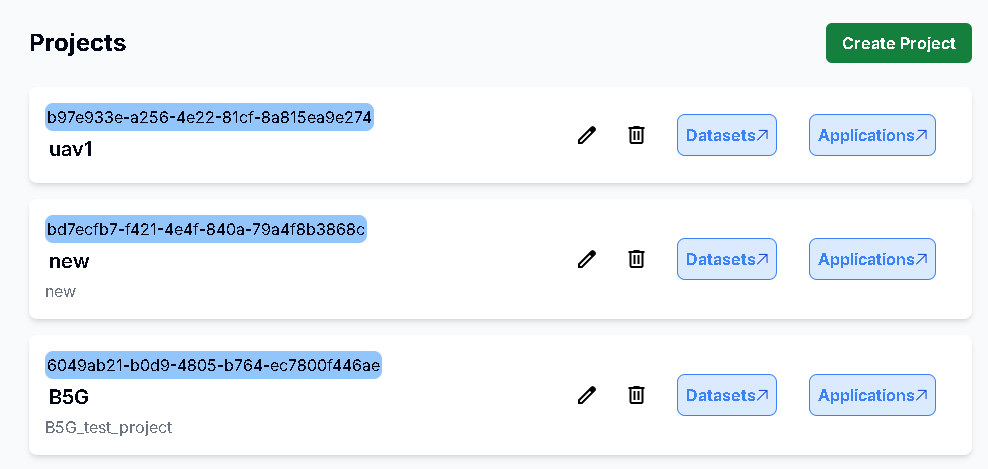 Projects
Create Project
b97e933e-a256-4e22-81cf-8a815ea9e274
uav1
Datasets
Applications
bd7ecfb7-f421-4e4f-840a-79a4f8b3868c
new
new
Datasets
Applications
6049ab21-b0d9-4805-b764-ec7800f446ae
B5G
B5G_test_project
Datasets
Applications